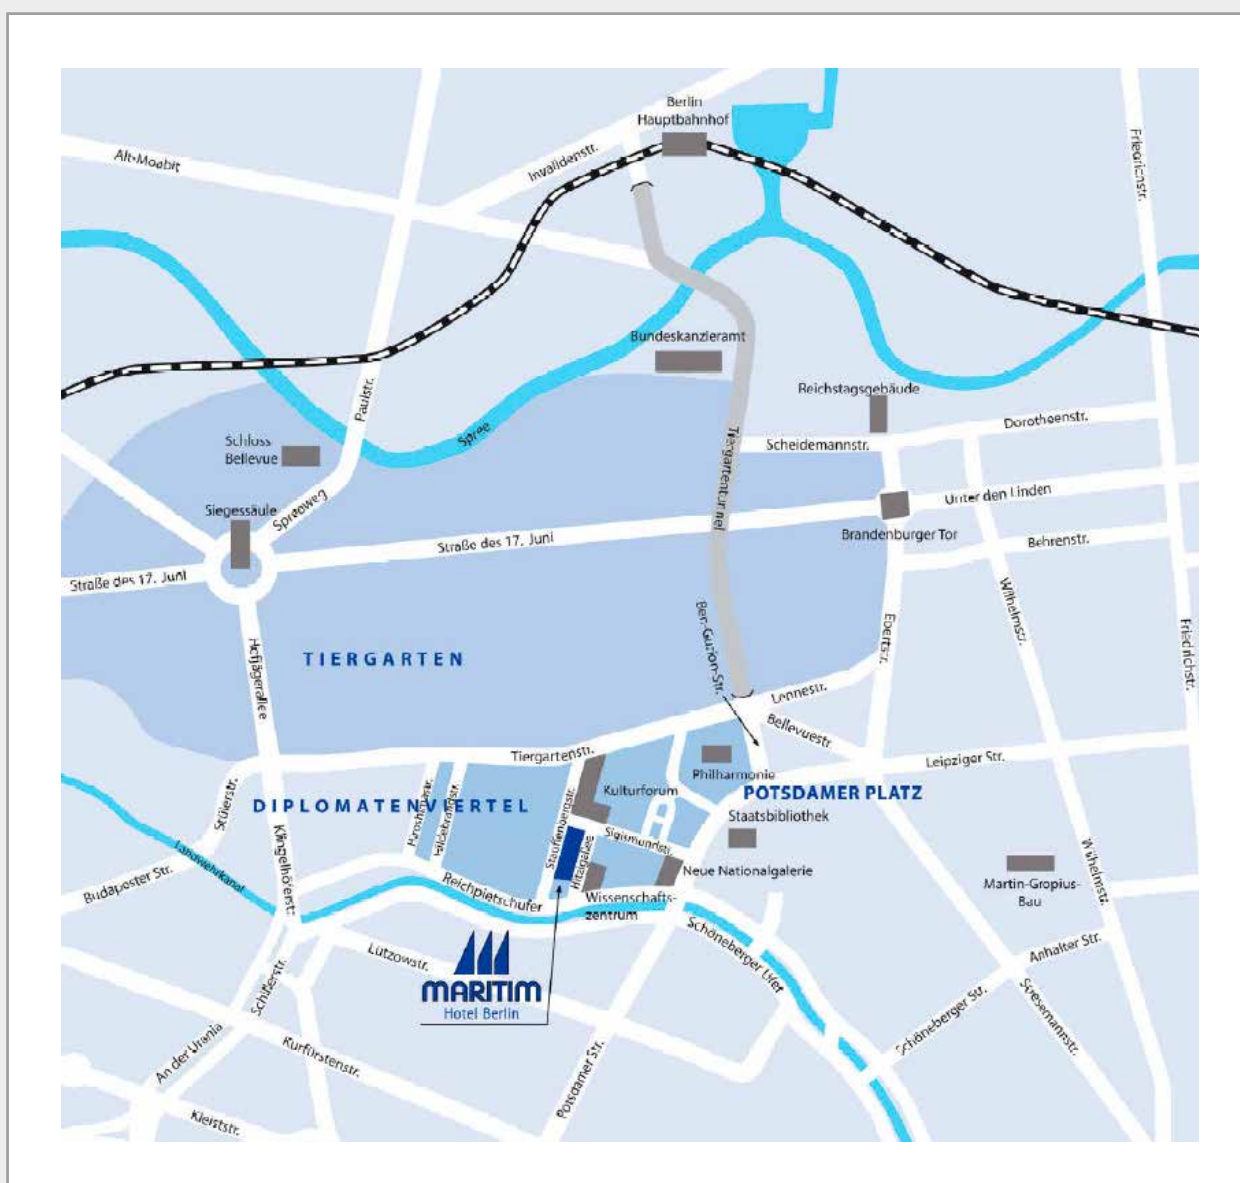 Berlin
Hauptbahnhof
Alt-Moabit
Invalidenstr.
Friedrichstr.
Bundeskanzleramt
Paulstr.
Reichstagsgebäude
Spree
Schloss
Bellevue
Scheidemannstr.
Dorotheenstr.
Siegessäule
Spreeweg
Tiergartentunnel
Unter den Linden
Straße des 17. Juni
Brandenburger Tor
Behrenstr.
Straße des 17. Juni
Wilhelmstr.
Ebertstr.
Ben-Gurion-Str.
Hofjägerallee
TIERGARTEN
Friedrichstr.
Lennestr.
Bellevuestr.
Tiergartenstr.
Leipziger Str.
Philharmonie
Kulturforum
POTSDAMER PLATZ
Stülerstr.
DIPLOMATENVIERTEL
Hildebrandstr.
Stauffenbergstr.
Staatsbibliothek
Sigismundstr.
Hitzigallee
Landwehrkanal
Klingelhöferstr.
Budapester Str.
Reichpietschufer
Neue Nationalgalerie
Wissenschafts-
zentrum
Martin-Gropius-
Bau
Wilhelmstr.
Schöneberger Ufer
Lützowstr.
Anhalter Str.
MARITIM
Hotel Berlin
Schillerstr.
Schöneberger Str.
Stresemannstr.
An der Urania
Kurfürstenstr.
Potsdamer Str.
Kleiststr.